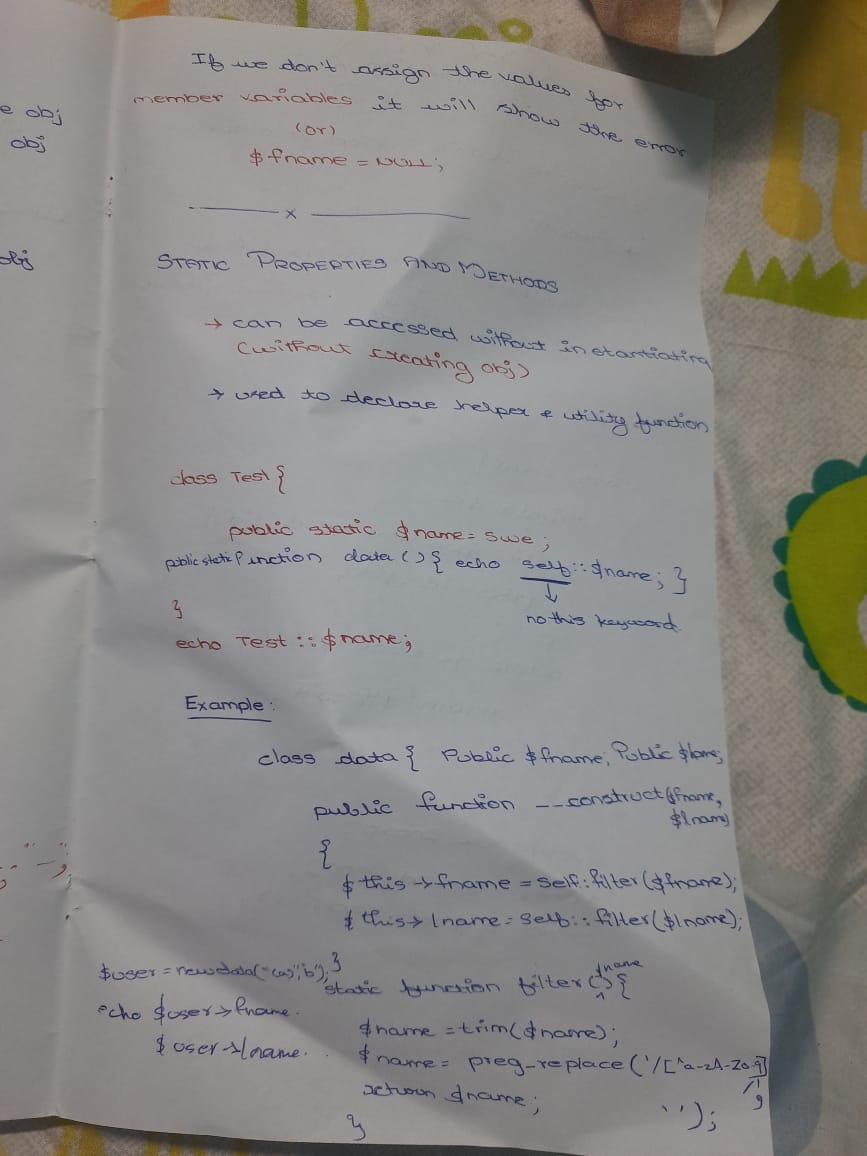 If we don't assign the values for
member variables it will show the error
(or)
$fname = NULL;
x
STATIC PROPERTIES AND METHODS
→ can be accessed without instantiating
(without creating obj)
→ used to declare helper & utility function
class Test {
public static $name = swe ;
public static function data () { echo self::$name; }
↓
no this keyword
}
echo Test :: $name;
Example :
class data { Public $fname; Public $lname;
public function __construct($fname,
$lname)
{
$this → fname = self::filter($fname);
$this → lname = self::filter($lname);
}
static function filter($name) {
$name = trim($name);
$name = preg_replace('/[^a-zA-Z0-9]
/',
'');
return $name;
}
echo $user → fname.
$user → lname.
e obj
obj
obj